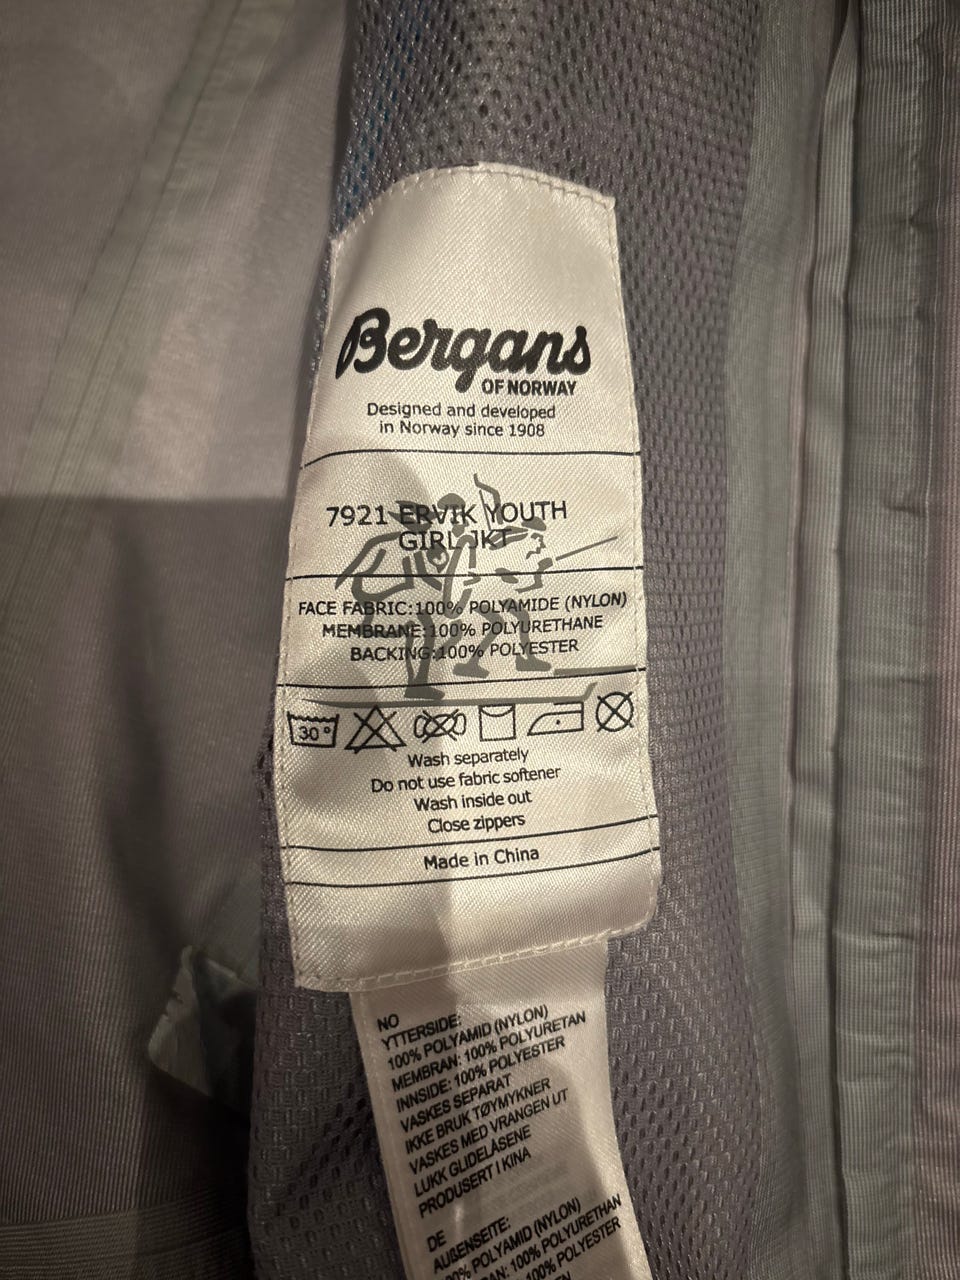 Bergans
OF NORWAY
Designed and developed
in Norway since 1908
7921 ERVIK YOUTH
GIRL JKT
FACE FABRIC:100% POLYAMIDE (NYLON)
MEMBRANE:100% POLYURETHANE
BACKING:100% POLYESTER
30°
Wash separately
Do not use fabric softener
Wash inside out
Close zippers
Made in China
NO
YTTERSIDE:
100% POLYAMID (NYLON)
MEMBRAN: 100% POLYURETAN
INNSIDE: 100% POLYESTER
VASKES SEPARAT
IKKE BRUK TØYMYKNER
VASKES MED VRANGEN UT
LUKK GLIDELÅSENE
PRODUSERT I KINA
DE
AUßENSEITE:
POLYAMID (NYLON)
100% POLYURETHAN
100% POLYESTER